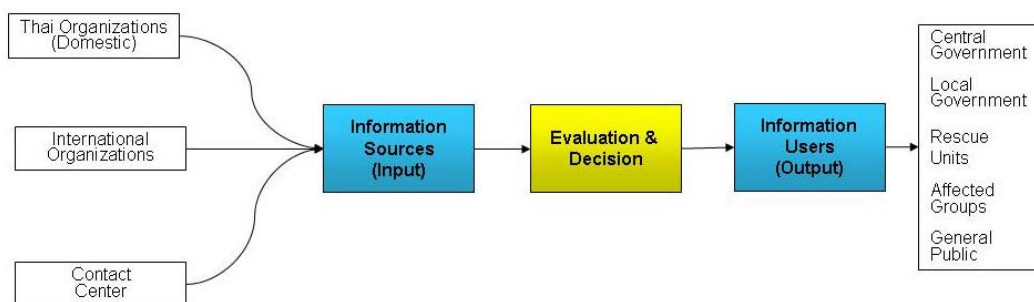 Thai Organizations
(Domestic)
International
Organizations
Contact
Center
Information
Sources
(Input)
Evaluation &
Decision
Information
Users
(Output)
Central
Government
Local
Government
Rescue
Units
Affected
Groups
General
Public